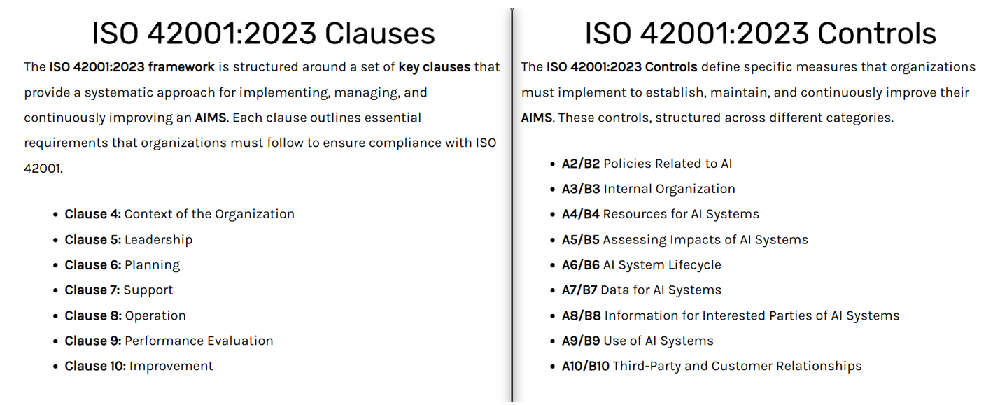 ISO 42001:2023 Clauses
The ISO 42001:2023 framework is structured around a set of key clauses that
provide a systematic approach for implementing, managing, and
continuously improving an AIMS. Each clause outlines essential
requirements that organizations must follow to ensure compliance with ISO
42001.
• Clause 4: Context of the Organization
• Clause 5: Leadership
• Clause 6: Planning
• Clause 7: Support
• Clause 8: Operation
• Clause 9: Performance Evaluation
• Clause 10: Improvement
ISO 42001:2023 Controls
The ISO 42001:2023 Controls define specific measures that organizations
must implement to establish, maintain, and continuously improve their
AIMS. These controls, structured across different categories.
• A2/B2 Policies Related to AI
• A3/B3 Internal Organization
• A4/B4 Resources for AI Systems
• A5/B5 Assessing Impacts of AI Systems
• A6/B6 AI System Lifecycle
• A7/B7 Data for AI Systems
• A8/B8 Information for Interested Parties of AI Systems
• A9/B9 Use of AI Systems
• A10/B10 Third-Party and Customer Relationships